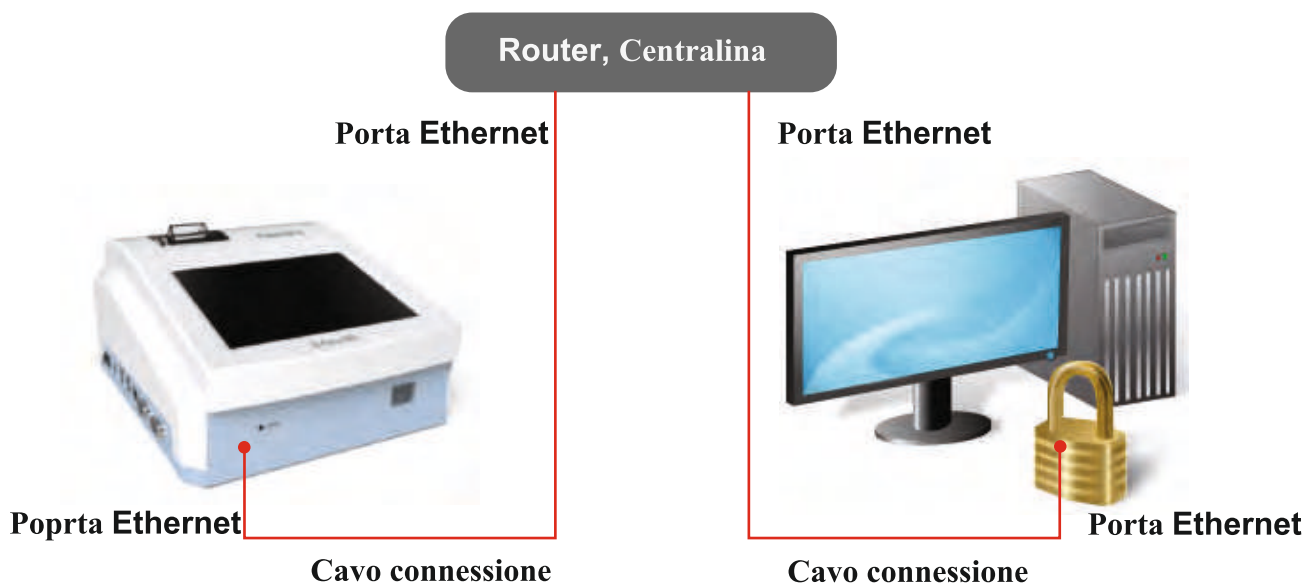 Router, Centralina
Porta Ethernet
Porta Ethernet
Poprta Ethernet
Porta Ethernet
Cavo connessione
Cavo connessione